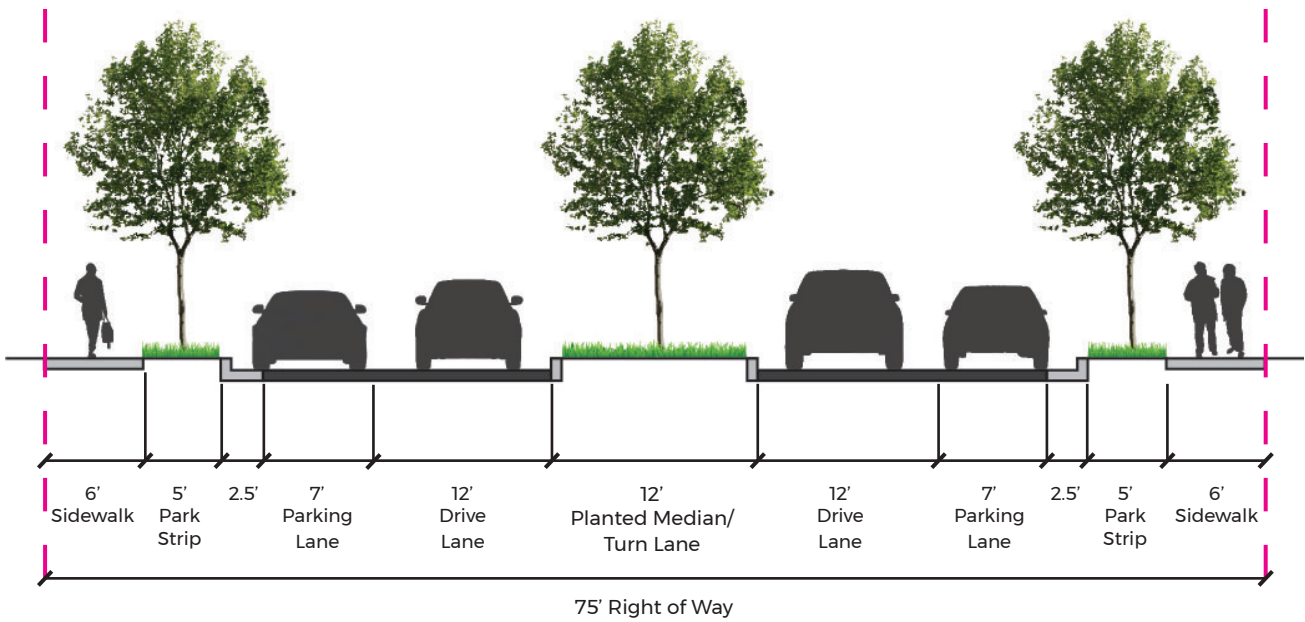 6’
Sidewalk
5’
Park
Strip
2.5’
7’
Parking
Lane
12’
Drive
Lane
12’
Planted Median/
Turn Lane
12’
Drive
Lane
7’
Parking
Lane
2.5’
5’
Park
Strip
6’
Sidewalk
75’ Right of Way